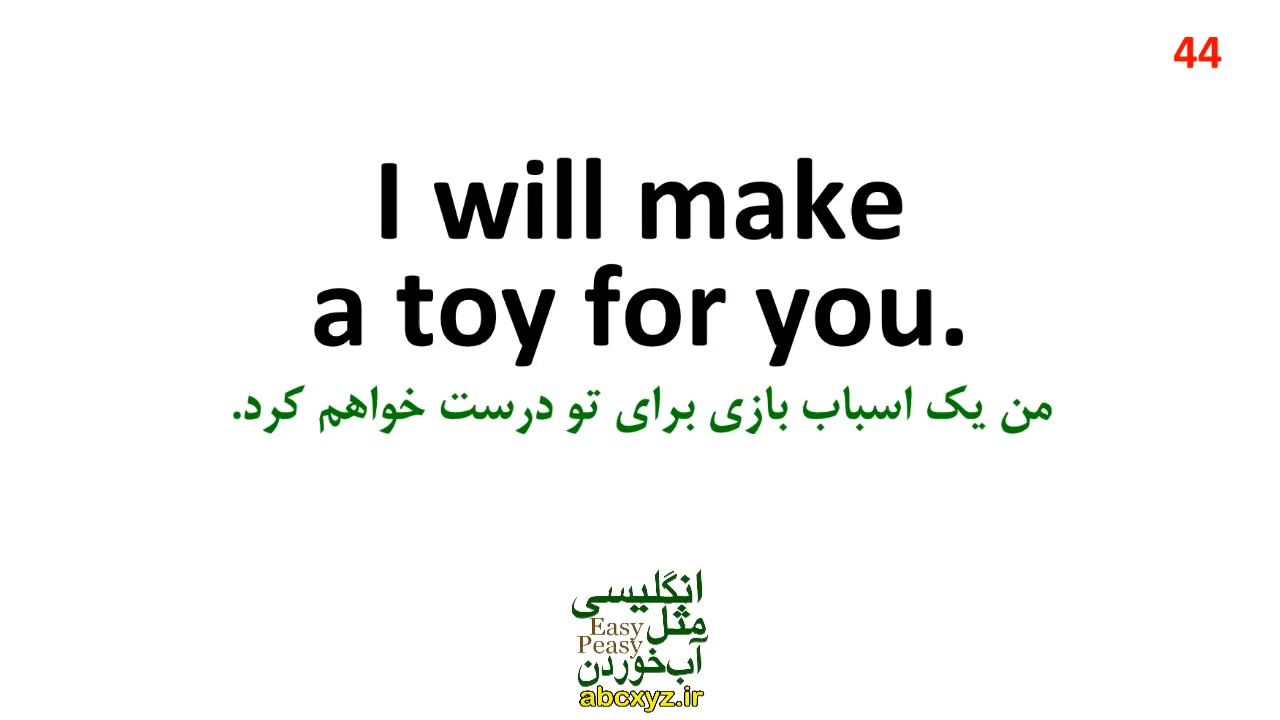 44
I will make
a toy for you.
من یک اسباب بازی برای تو درست خواهم کرد.
انگلیسی
مثل
Easy
Peasy
آب‌خوردن
abcxyz.ir